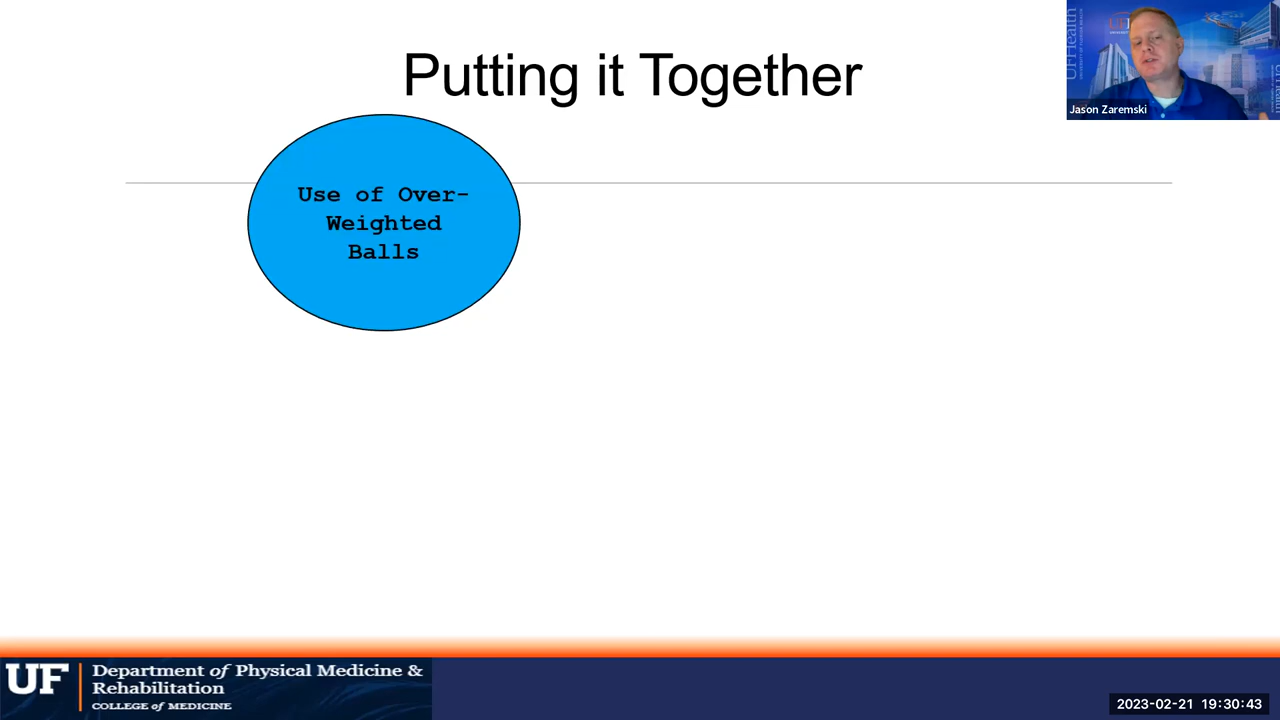 Putting it Together
Jason Zaremski
Use of Over-
Weighted
Balls
UF
Department of Physical Medicine &
Rehabilitation
COLLEGE of MEDICINE
2023-02-21 19:30:43